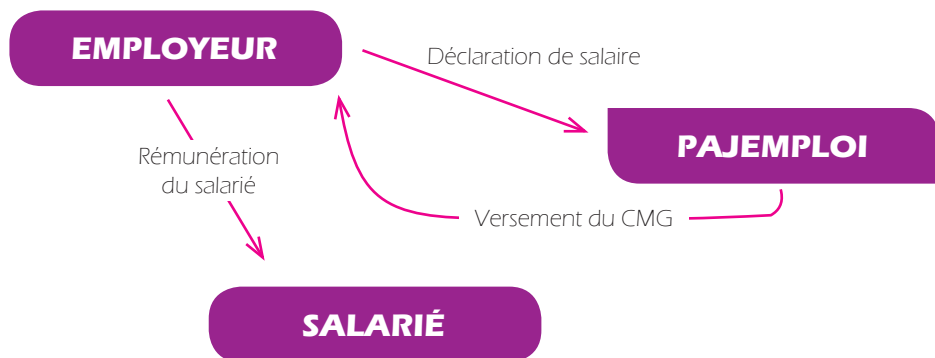 EMPLOYEUR
Déclaration de salaire
PAJEMPLOI
Rémunération
du salarié
Versement du CMG
SALARIÉ